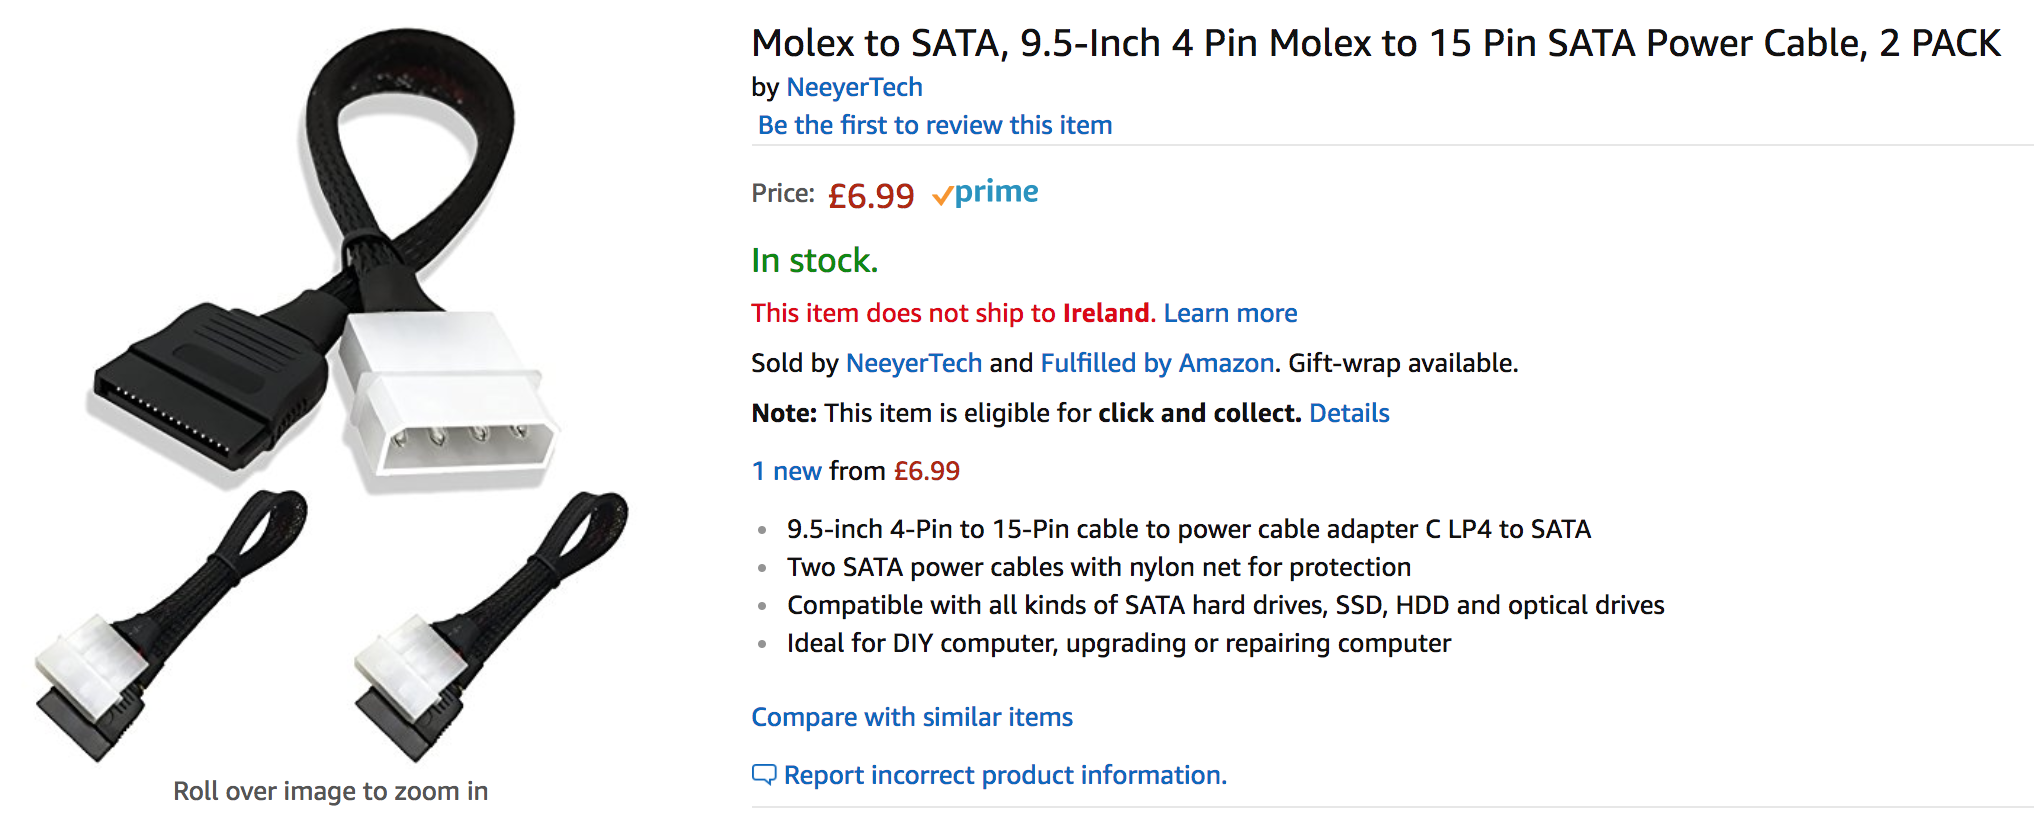 Molex to SATA, 9.5-Inch 4 Pin Molex to 15 Pin SATA Power Cable, 2 PACK
by NeeyerTech
Be the first to review this item
Price: £6.99 prime
In stock.
This item does not ship to Ireland. Learn more
Sold by NeeyerTech and Fulfilled by Amazon. Gift-wrap available.
Note: This item is eligible for click and collect. Details
1 new from £6.99
• 9.5-inch 4-Pin to 15-Pin cable to power cable adapter C LP4 to SATA
• Two SATA power cables with nylon net for protection
• Compatible with all kinds of SATA hard drives, SSD, HDD and optical drives
• Ideal for DIY computer, upgrading or repairing computer
Compare with similar items
Report incorrect product information.
Roll over image to zoom in